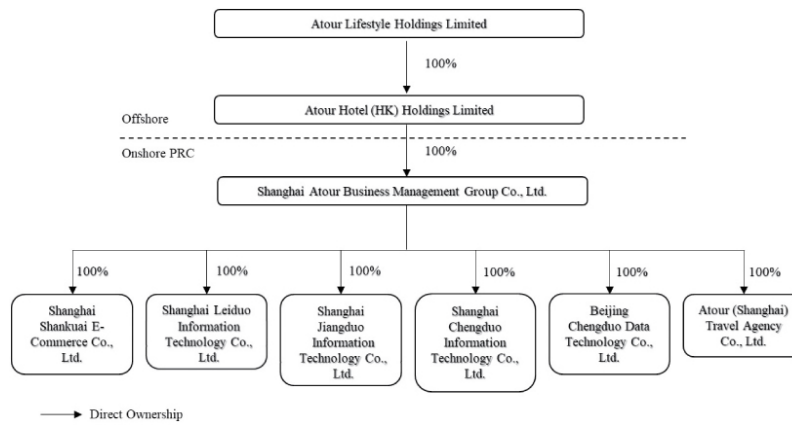 Atour Lifestyle Holdings Limited
100%
Atour Hotel (HK) Holdings Limited
Offshore
Onshore PRC
100%
Shanghai Atour Business Management Group Co., Ltd.
100%
100%
100%
100%
100%
100%
Shanghai
Shankuai E-
Commerce Co.,
Ltd.
Shanghai Leiduo
Information
Technology Co.,
Ltd.
Shanghai
Jiangduo
Information
Technology Co.,
Ltd.
Shanghai
Chengduo
Information
Technology Co.,
Ltd.
Beijing
Chengduo Data
Technology Co.,
Ltd.
Atour (Shanghai)
Travel Agency
Co., Ltd.
Direct Ownership